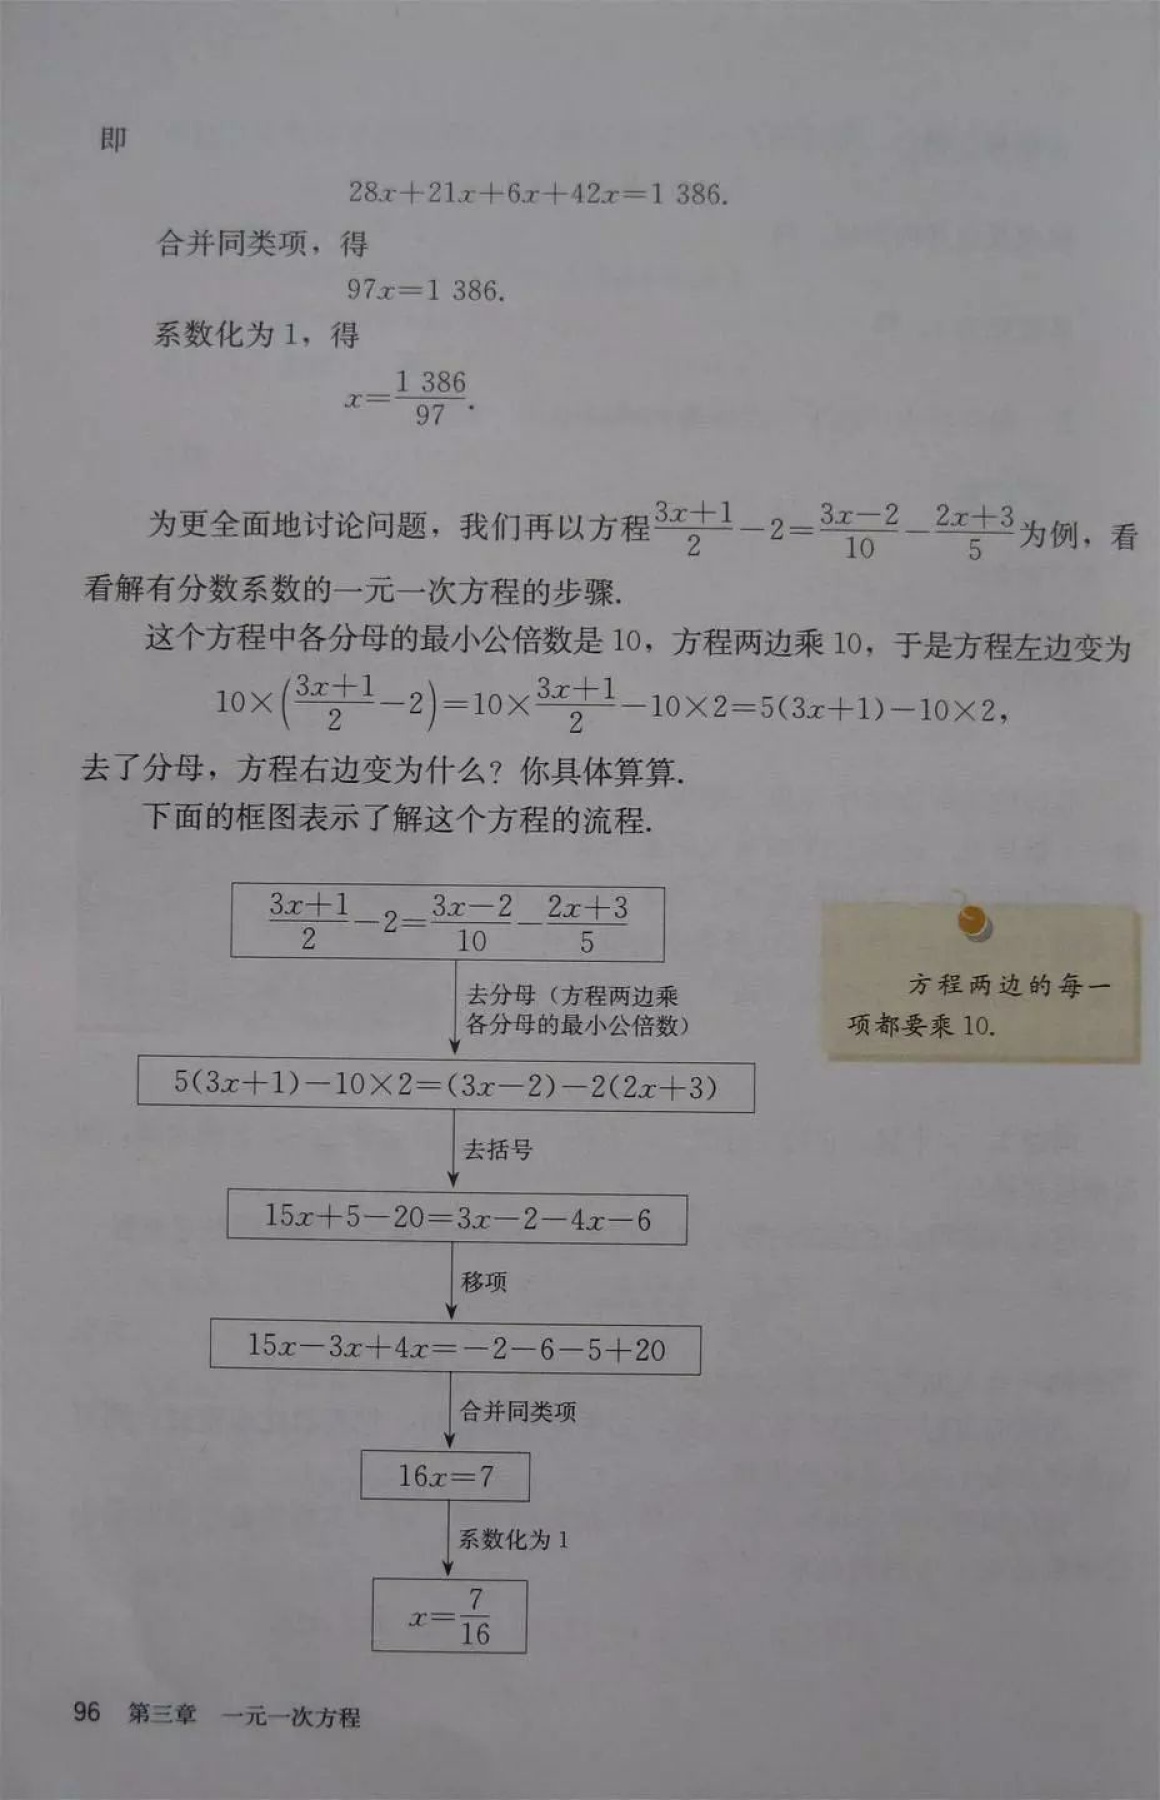 即
28x+21x+6x+42x=1 386.
合并同类项，得
97x=1 386.
系数化为 1，得
x=\frac{1 386}{97}.
为更全面地讨论问题，我们再以方程\frac{3x+1}{2}-2=\frac{3x-2}{10}-\frac{2x+3}{5}为例，看
看解有分数系数的一元一次方程的步骤.
这个方程中各分母的最小公倍数是 10，方程两边乘 10，于是方程左边变为
10×(\frac{3x+1}{2}-2)=10×\frac{3x+1}{2}-10×2=5(3x+1)-10×2，
去了分母，方程右边变为什么？你具体算算.
下面的框图表示了解这个方程的流程.
\frac{3x+1}{2}-2=\frac{3x-2}{10}-\frac{2x+3}{5}
去分母（方程两边乘
各分母的最小公倍数）
方程两边的每一
项都要乘 10.
5(3x+1)-10×2=(3x-2)-2(2x+3)
去括号
15x+5-20=3x-2-4x-6
移项
15x-3x+4x=-2-6-5+20
合并同类项
16x=7
系数化为 1
x=\frac{7}{16}
96 第三章 一元一次方程